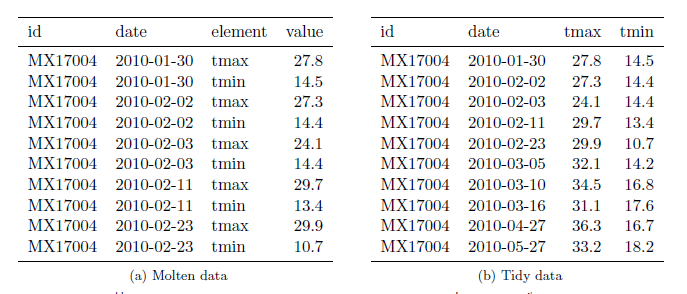 id date element value
MX17004 2010-01-30 tmax 27.8
MX17004 2010-01-30 tmin 14.5
MX17004 2010-02-02 tmax 27.3
MX17004 2010-02-02 tmin 14.4
MX17004 2010-02-03 tmax 24.1
MX17004 2010-02-03 tmin 14.4
MX17004 2010-02-11 tmax 29.7
MX17004 2010-02-11 tmin 13.4
MX17004 2010-02-23 tmax 29.9
MX17004 2010-02-23 tmin 10.7
(a) Molten data
id date tmax tmin
MX17004 2010-01-30 27.8 14.5
MX17004 2010-02-02 27.3 14.4
MX17004 2010-02-03 24.1 14.4
MX17004 2010-02-11 29.7 13.4
MX17004 2010-02-23 29.9 10.7
MX17004 2010-03-05 32.1 14.2
MX17004 2010-03-10 34.5 16.8
MX17004 2010-03-16 31.1 17.6
MX17004 2010-04-27 36.3 16.7
MX17004 2010-05-27 33.2 18.2
(b) Tidy data